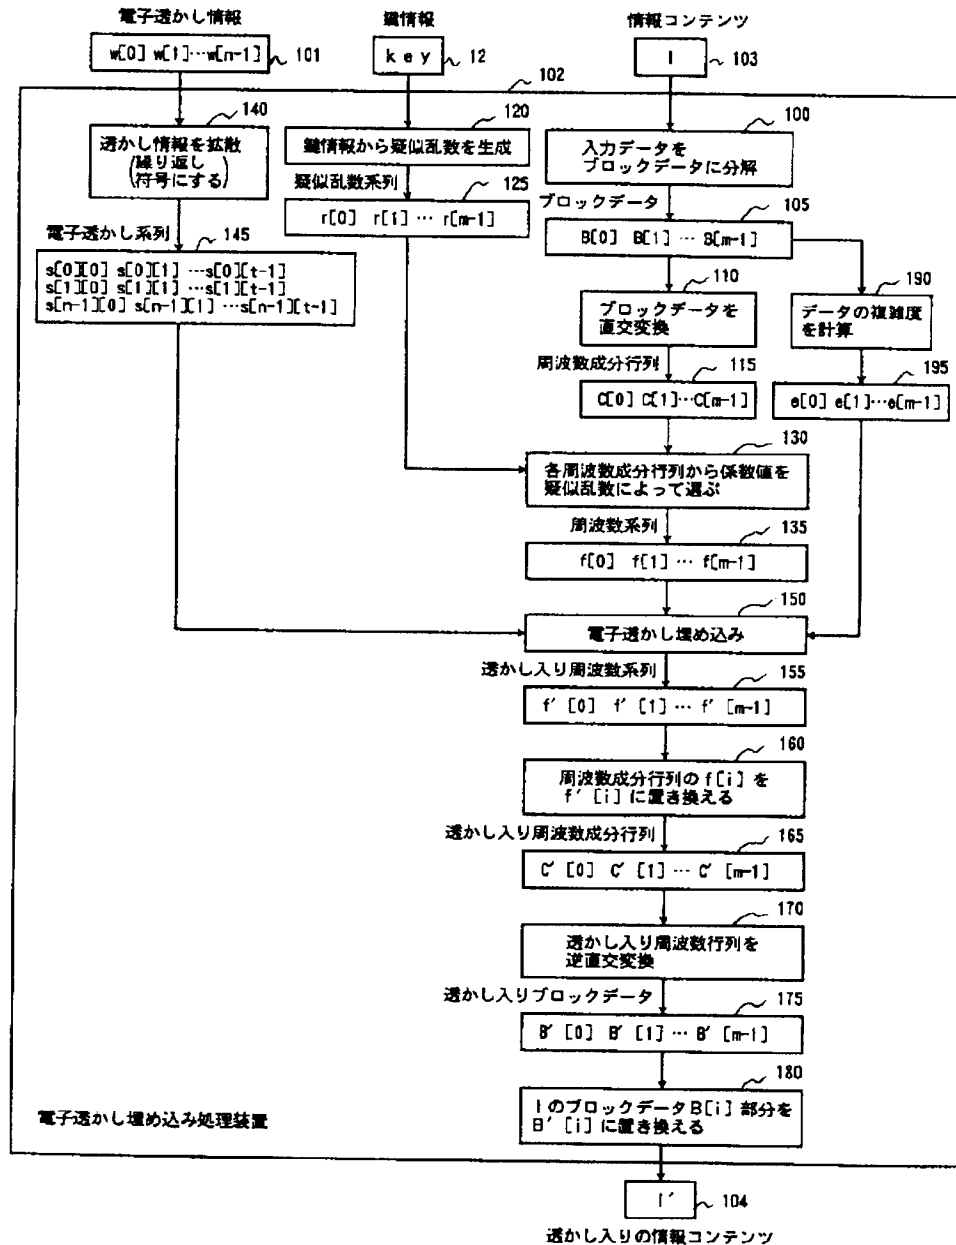 電子透かし情報
w[0] w[1]…w[n-1]
101
鍵情報
key
12
情報コンテンツ
I
103
102
140
透かし情報を拡散
(繰り返し
符号にする)
120
鍵情報から疑似乱数を生成
疑似乱数系列
125
r[0] r[1] … r[m-1]
100
入力データを
ブロックデータに分解
ブロックデータ
105
B[0] B[1] … B[m-1]
電子透かし系列
145
s[0][0] s[0][1] …s[0][t-1]
s[1][0] s[1][1] …s[1][t-1]
s[n-1][0] s[n-1][1] …s[n-1][t-1]
110
ブロックデータを
直交変換
190
データの複雑度
を計算
周波数成分行列
115
C[0] C[1]…C[m-1]
195
e[0] e[1]…e[m-1]
130
各周波数成分行列から係数値を
疑似乱数によって選ぶ
周波数系列
135
f[0] f[1] … f[m-1]
150
電子透かし埋め込み
透かし入り周波数系列
155
f' [0] f' [1] … f' [m-1]
160
周波数成分行列のf[i]を
f' [i]に置き換える
透かし入り周波数成分行列
165
C' [0] C' [1] … C' [m-1]
170
透かし入り周波数行列を
逆直交変換
透かし入りブロックデータ
175
B' [0] B' [1] … B' [m-1]
180
IのブロックデータB[i]部分を
B' [i]に置き換える
電子透かし埋め込み処理装置
I'
104
透かし入りの情報コンテンツ